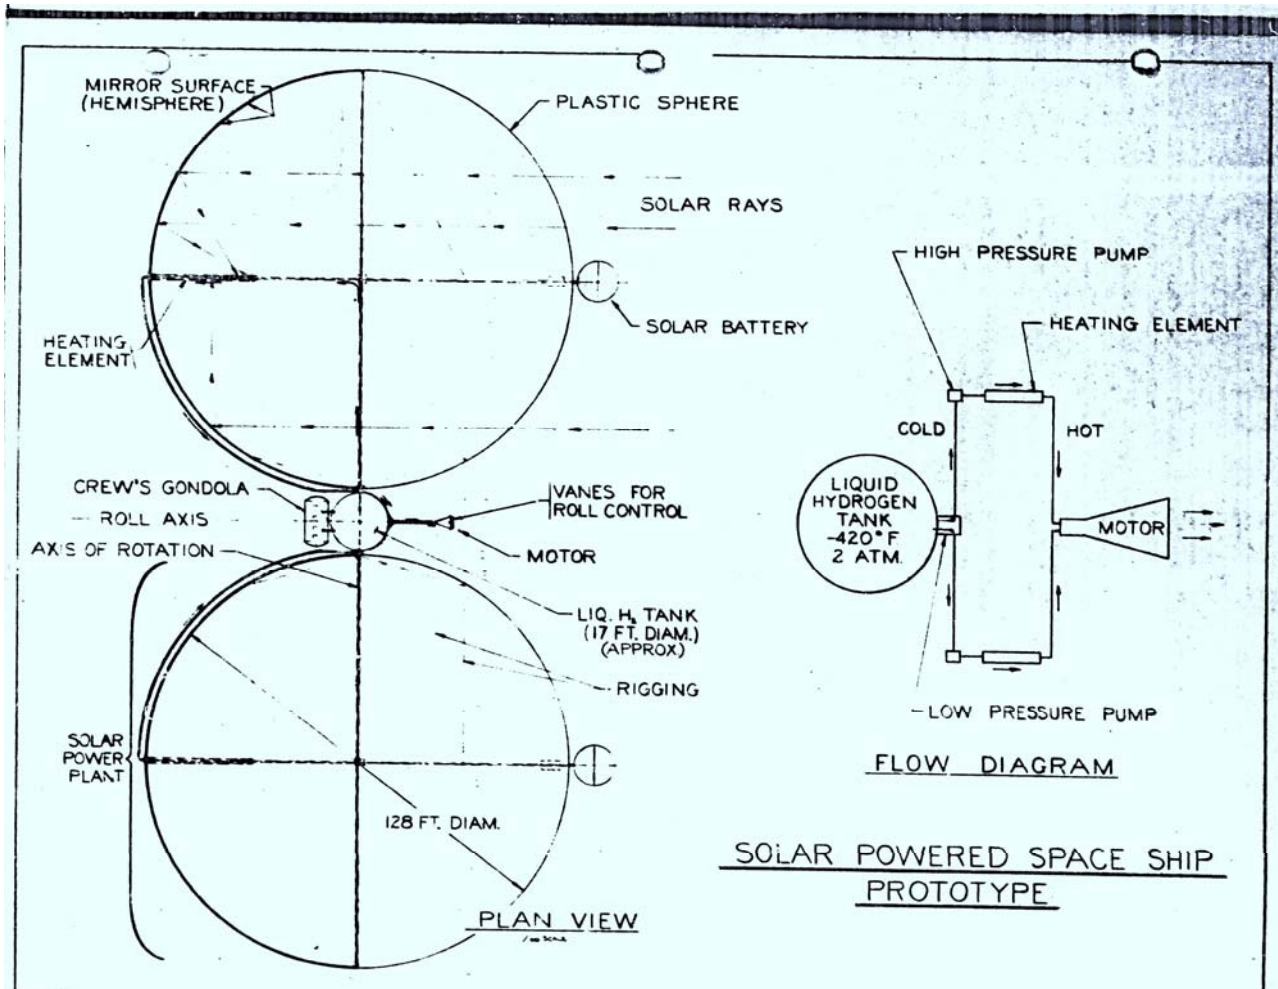 MIRROR SURFACE
(HEMISPHERE)
PLASTIC SPHERE
SOLAR RAYS
HEATING
ELEMENT
SOLAR BATTERY
CREW'S GONDOLA
ROLL AXIS
AXIS OF ROTATION
VANES FOR
ROLL CONTROL
MOTOR
LIQ. H₂ TANK
(17 FT. DIAM.)
(APPROX)
RIGGING
SOLAR
POWER
PLANT
128 FT. DIAM.
PLAN VIEW
HIGH PRESSURE PUMP
HEATING ELEMENT
COLD
HOT
LIQUID
HYDROGEN
TANK
-420° F
2 ATM.
MOTOR
LOW PRESSURE PUMP
FLOW DIAGRAM
SOLAR POWERED SPACE SHIP
PROTOTYPE